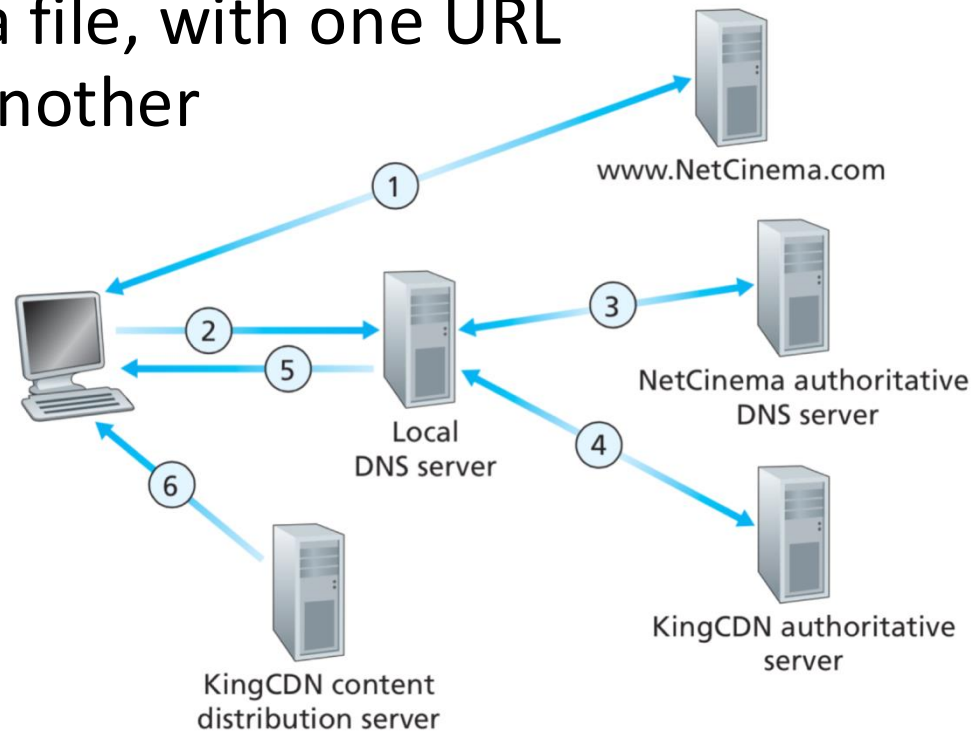 a file, with one URL
nother
www.NetCinema.com
1
3
2
5
NetCinema authoritative
DNS server
Local
DNS server
4
6
KingCDN authoritative
server
KingCDN content
distribution server